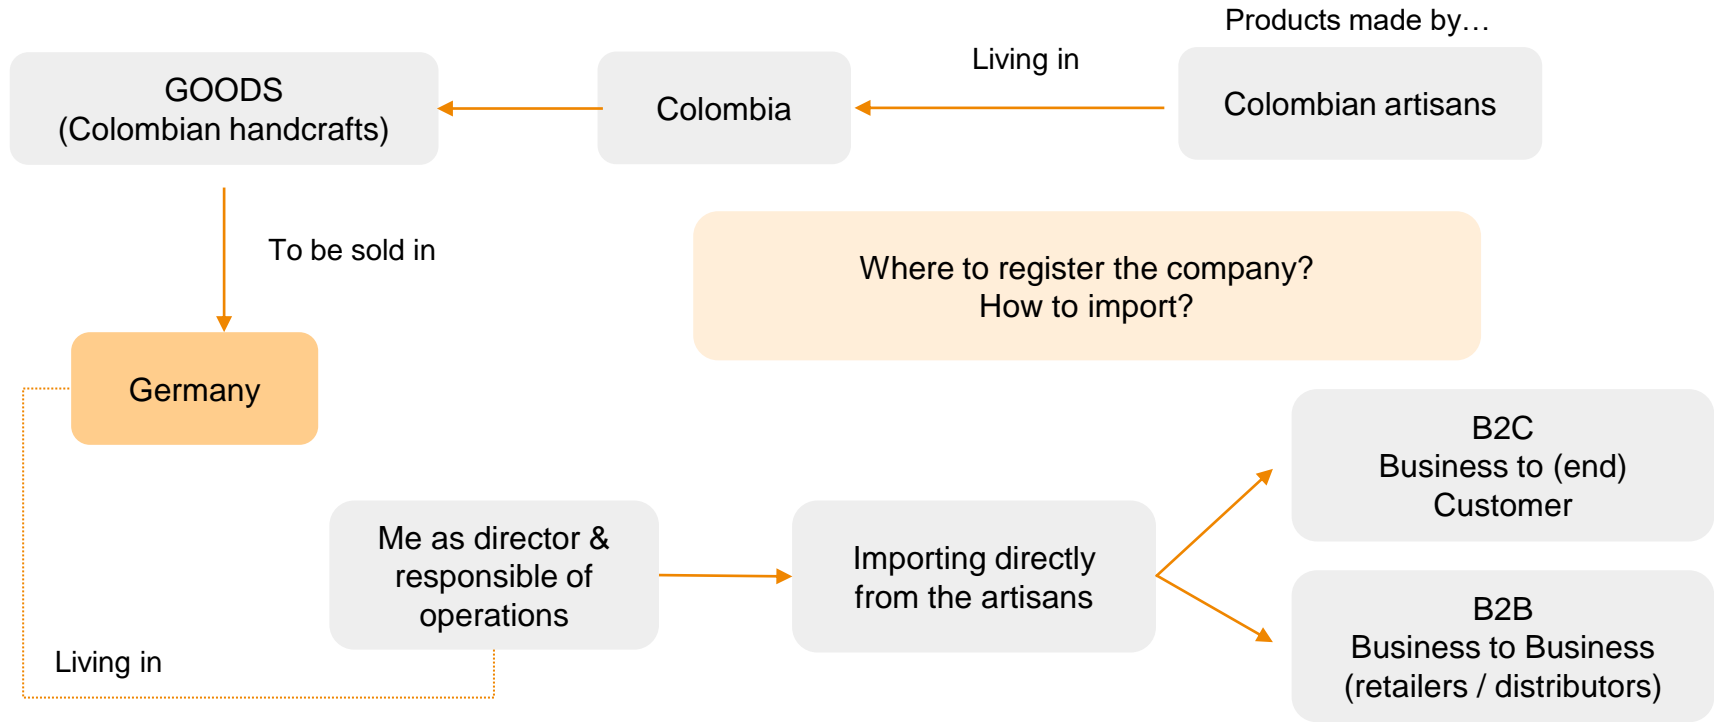 Products made by…
Living in
GOODS
(Colombian handcrafts)
Colombia
Colombian artisans
To be sold in
Where to register the company?
How to import?
Germany
B2C
Business to (end)
Customer
Me as director &
responsible of
operations
Importing directly
from the artisans
B2B
Business to Business
(retailers / distributors)
Living in